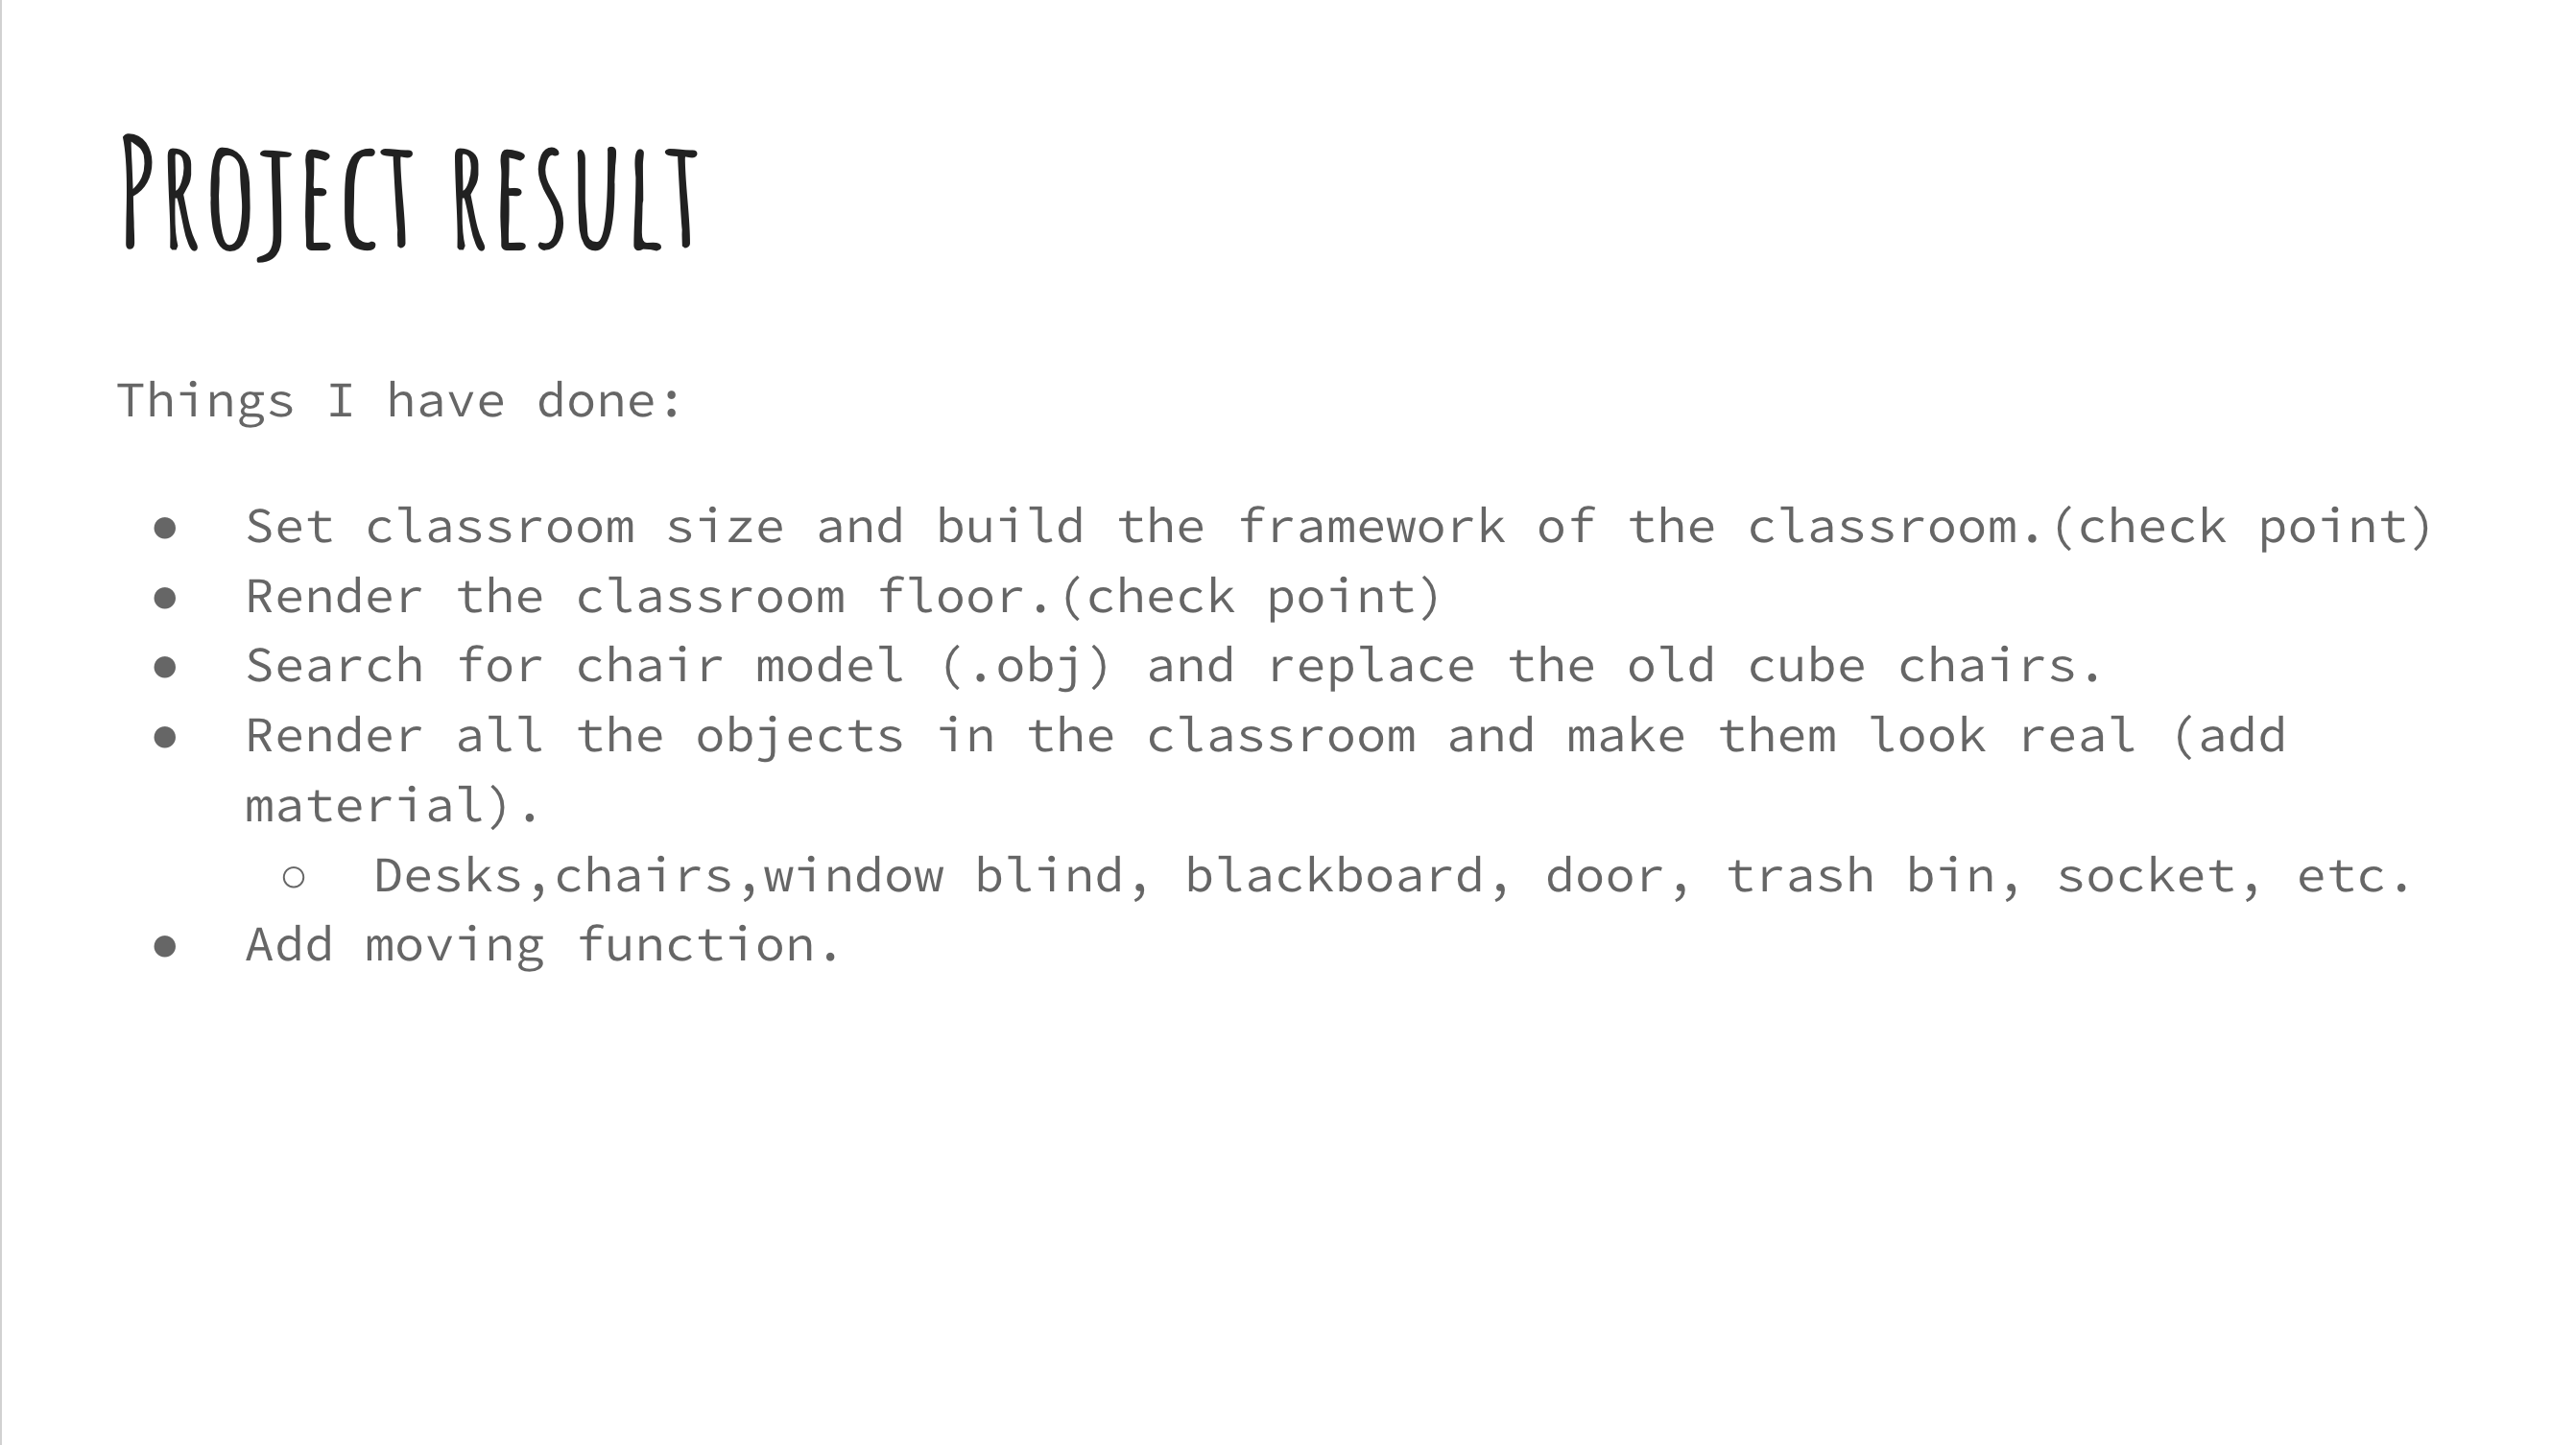 Project result
Things I have done:
● Set classroom size and build the framework of the classroom.(check point)
● Render the classroom floor.(check point)
● Search for chair model (.obj) and replace the old cube chairs.
● Render all the objects in the classroom and make them look real (add
material).
○ Desks,chairs,window blind, blackboard, door, trash bin, socket, etc.
● Add moving function.